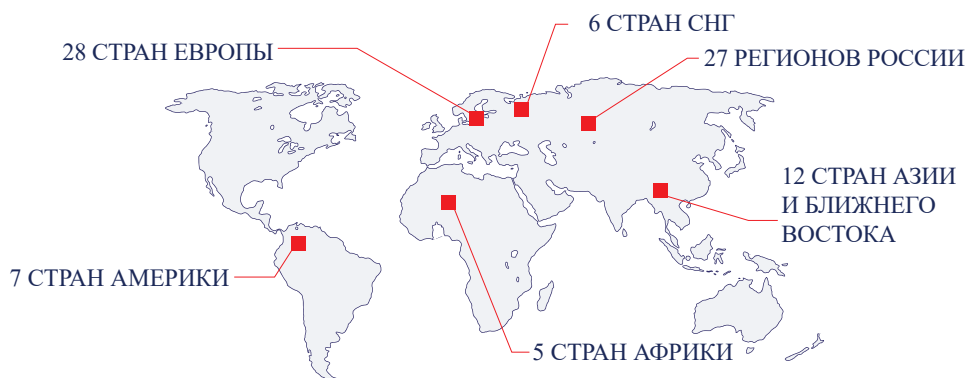 6 СТРАН СНГ
28 СТРАН ЕВРОПЫ
27 РЕГИОНОВ РОССИИ
12 СТРАН АЗИИ
И БЛИЖНЕГО
ВОСТОКА
7 СТРАН АМЕРИКИ
5 СТРАН АФРИКИ